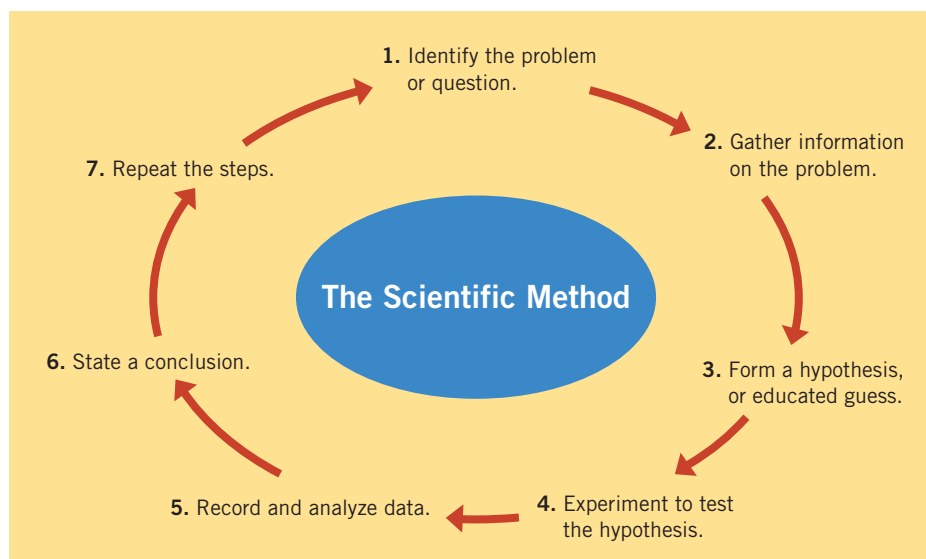 1. Identify the problem
or question.
2. Gather information
on the problem.
3. Form a hypothesis,
or educated guess.
4. Experiment to test
the hypothesis.
5. Record and analyze data.
6. State a conclusion.
7. Repeat the steps.
The Scientific Method